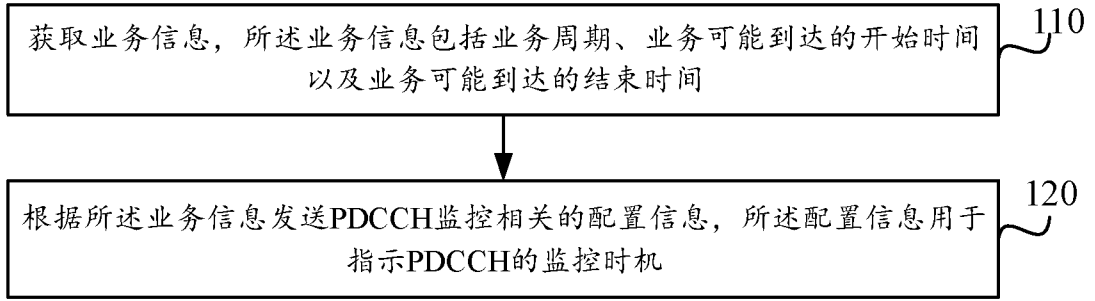 获取业务信息，所述业务信息包括业务周期、业务可能到达的开始时间
以及业务可能到达的结束时间
110
根据所述业务信息发送PDCCH监控相关的配置信息，所述配置信息用于
指示PDCCH的监控时机
120